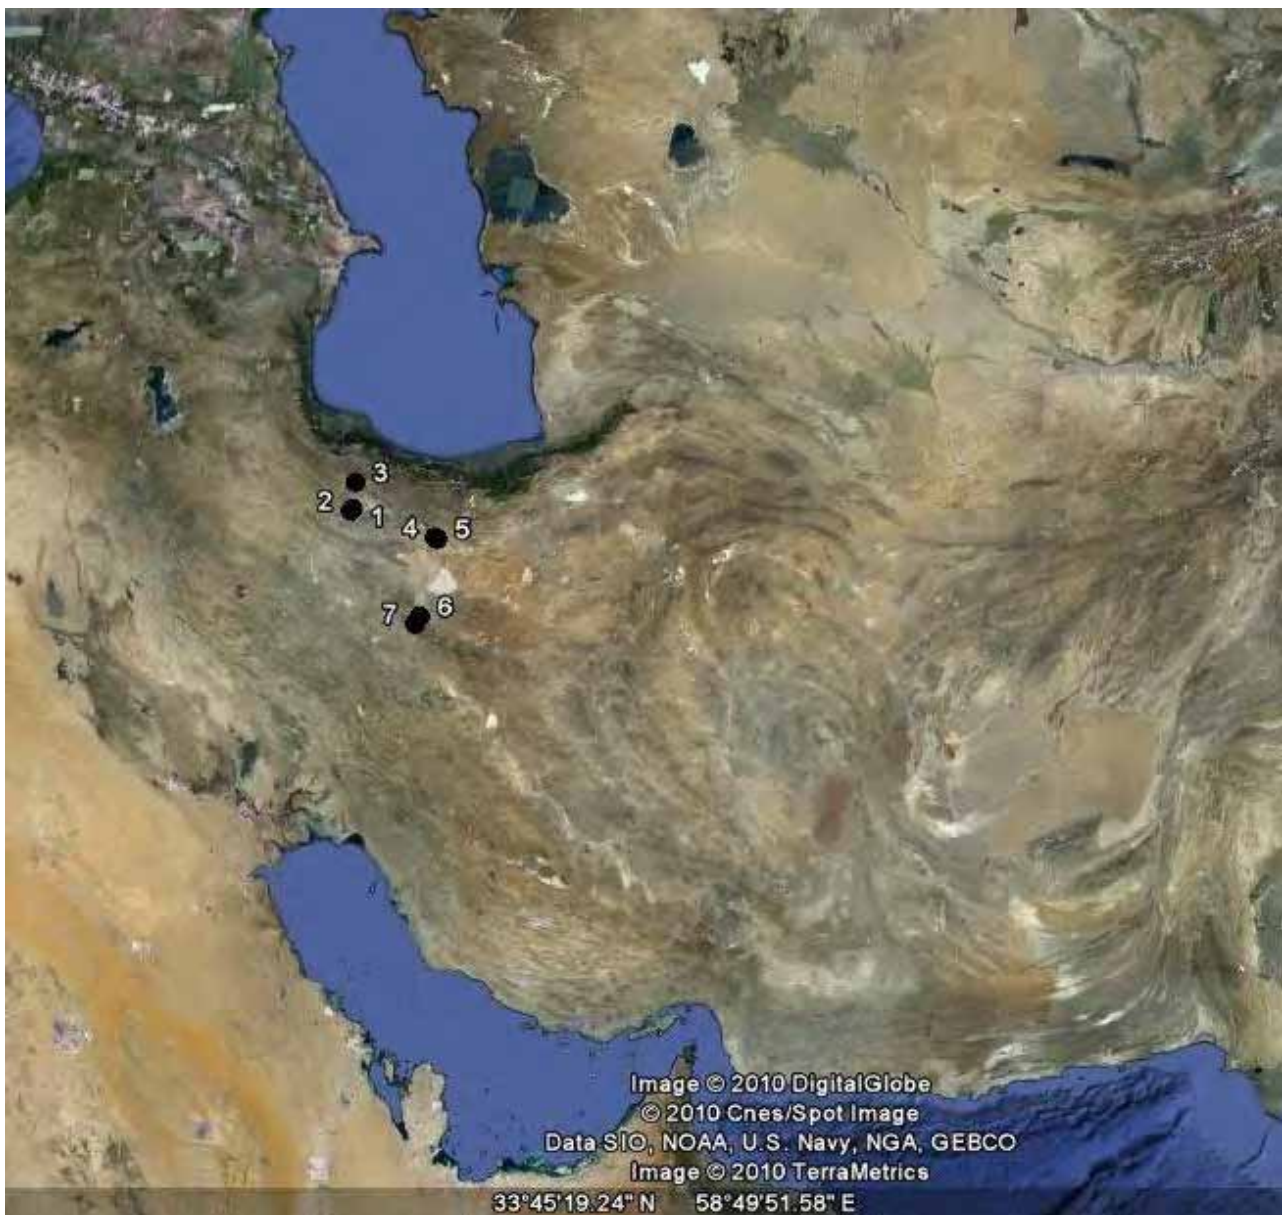 3
2 1
4 5
6
7
Image © 2010 DigitalGlobe
© 2010 Cnes/Spot Image
Data SIO, NOAA, U.S. Navy, NGA, GEBCO
Image © 2010 TerraMetrics
33°45'19.24" N 58°49'51.58" E